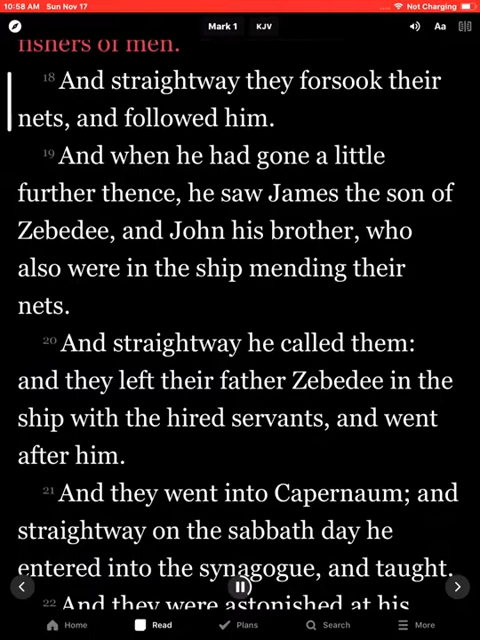 10:58 AM Sun Nov 17
Not Charging
Mark 1 KJV
Aa
fishers of men.
18 And straightway they forsook their
nets, and followed him.
19 And when he had gone a little
further thence, he saw James the son of
Zebedee, and John his brother, who
also were in the ship mending their
nets.
20 And straightway he called them:
and they left their father Zebedee in the
ship with the hired servants, and went
after him.
21 And they went into Capernaum; and
straightway on the sabbath day he
entered into the synagogue, and taught.
22 And they were astonished at his
Home Read Plans Search More